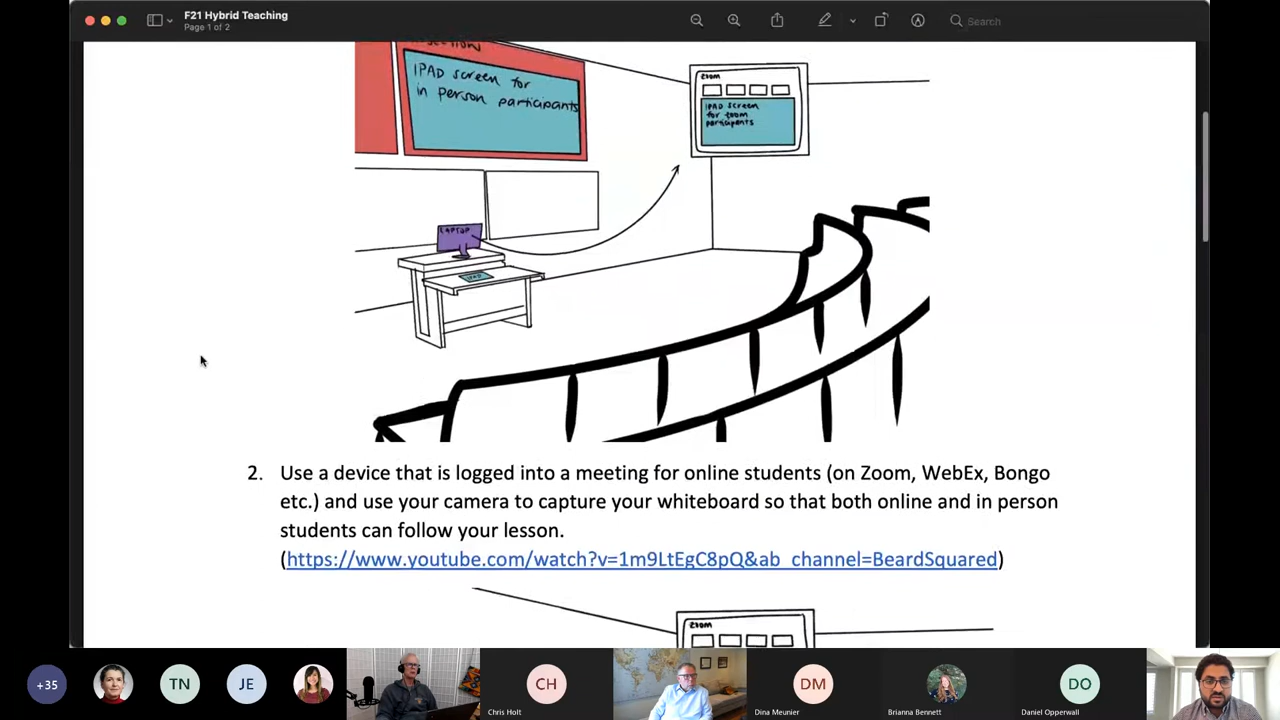 F21 Hybrid Teaching
Page 1 of 2
Search
IPAD screen for
in person participants
Zoom
IPAD screen
for zoom
participants
LAPTOP
IPAD
2. Use a device that is logged into a meeting for online students (on Zoom, WebEx, Bongo
etc.) and use your camera to capture your whiteboard so that both online and in person
students can follow your lesson.
(https://www.youtube.com/watch?v=1m9LtEgC8pQ&ab_channel=BeardSquared)
Zoom
+35
TN
JE
CH
Chris Holt
DM
Dina Meunier
Brianna Bennett
DO
Daniel Opperwall